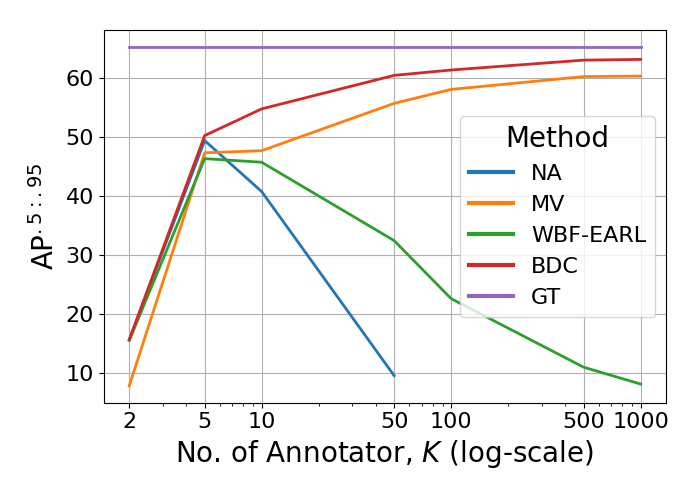 AP.5:.95
60
50
40
30
20
10
2 5 10 50 100 500 1000
No. of Annotator, K (log-scale)
Method
NA
MV
WBF-EARL
BDC
GT